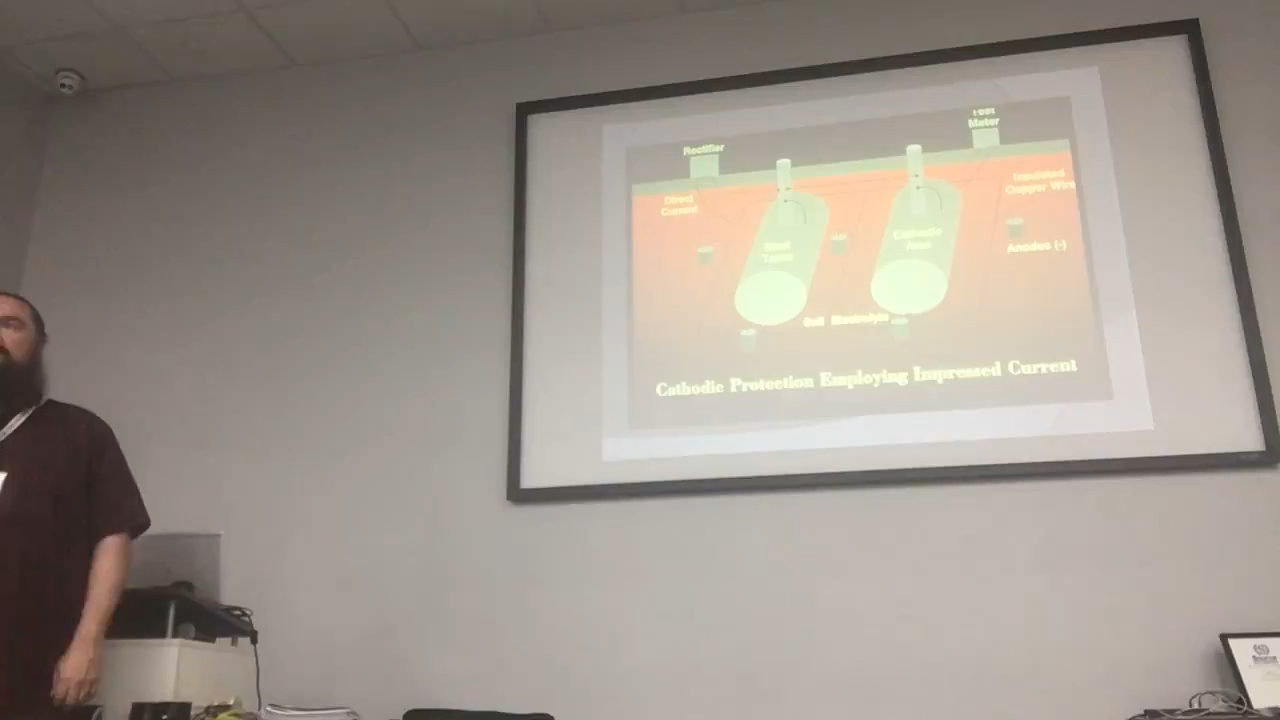 Rectifier
Test
Meter
Direct
Current
Insulated
Copper Wire
Steel
Tanks
Cathodic
Area
Anodes (-)
Soil Electrolyte
Cathodic Protection Employing Impressed Current